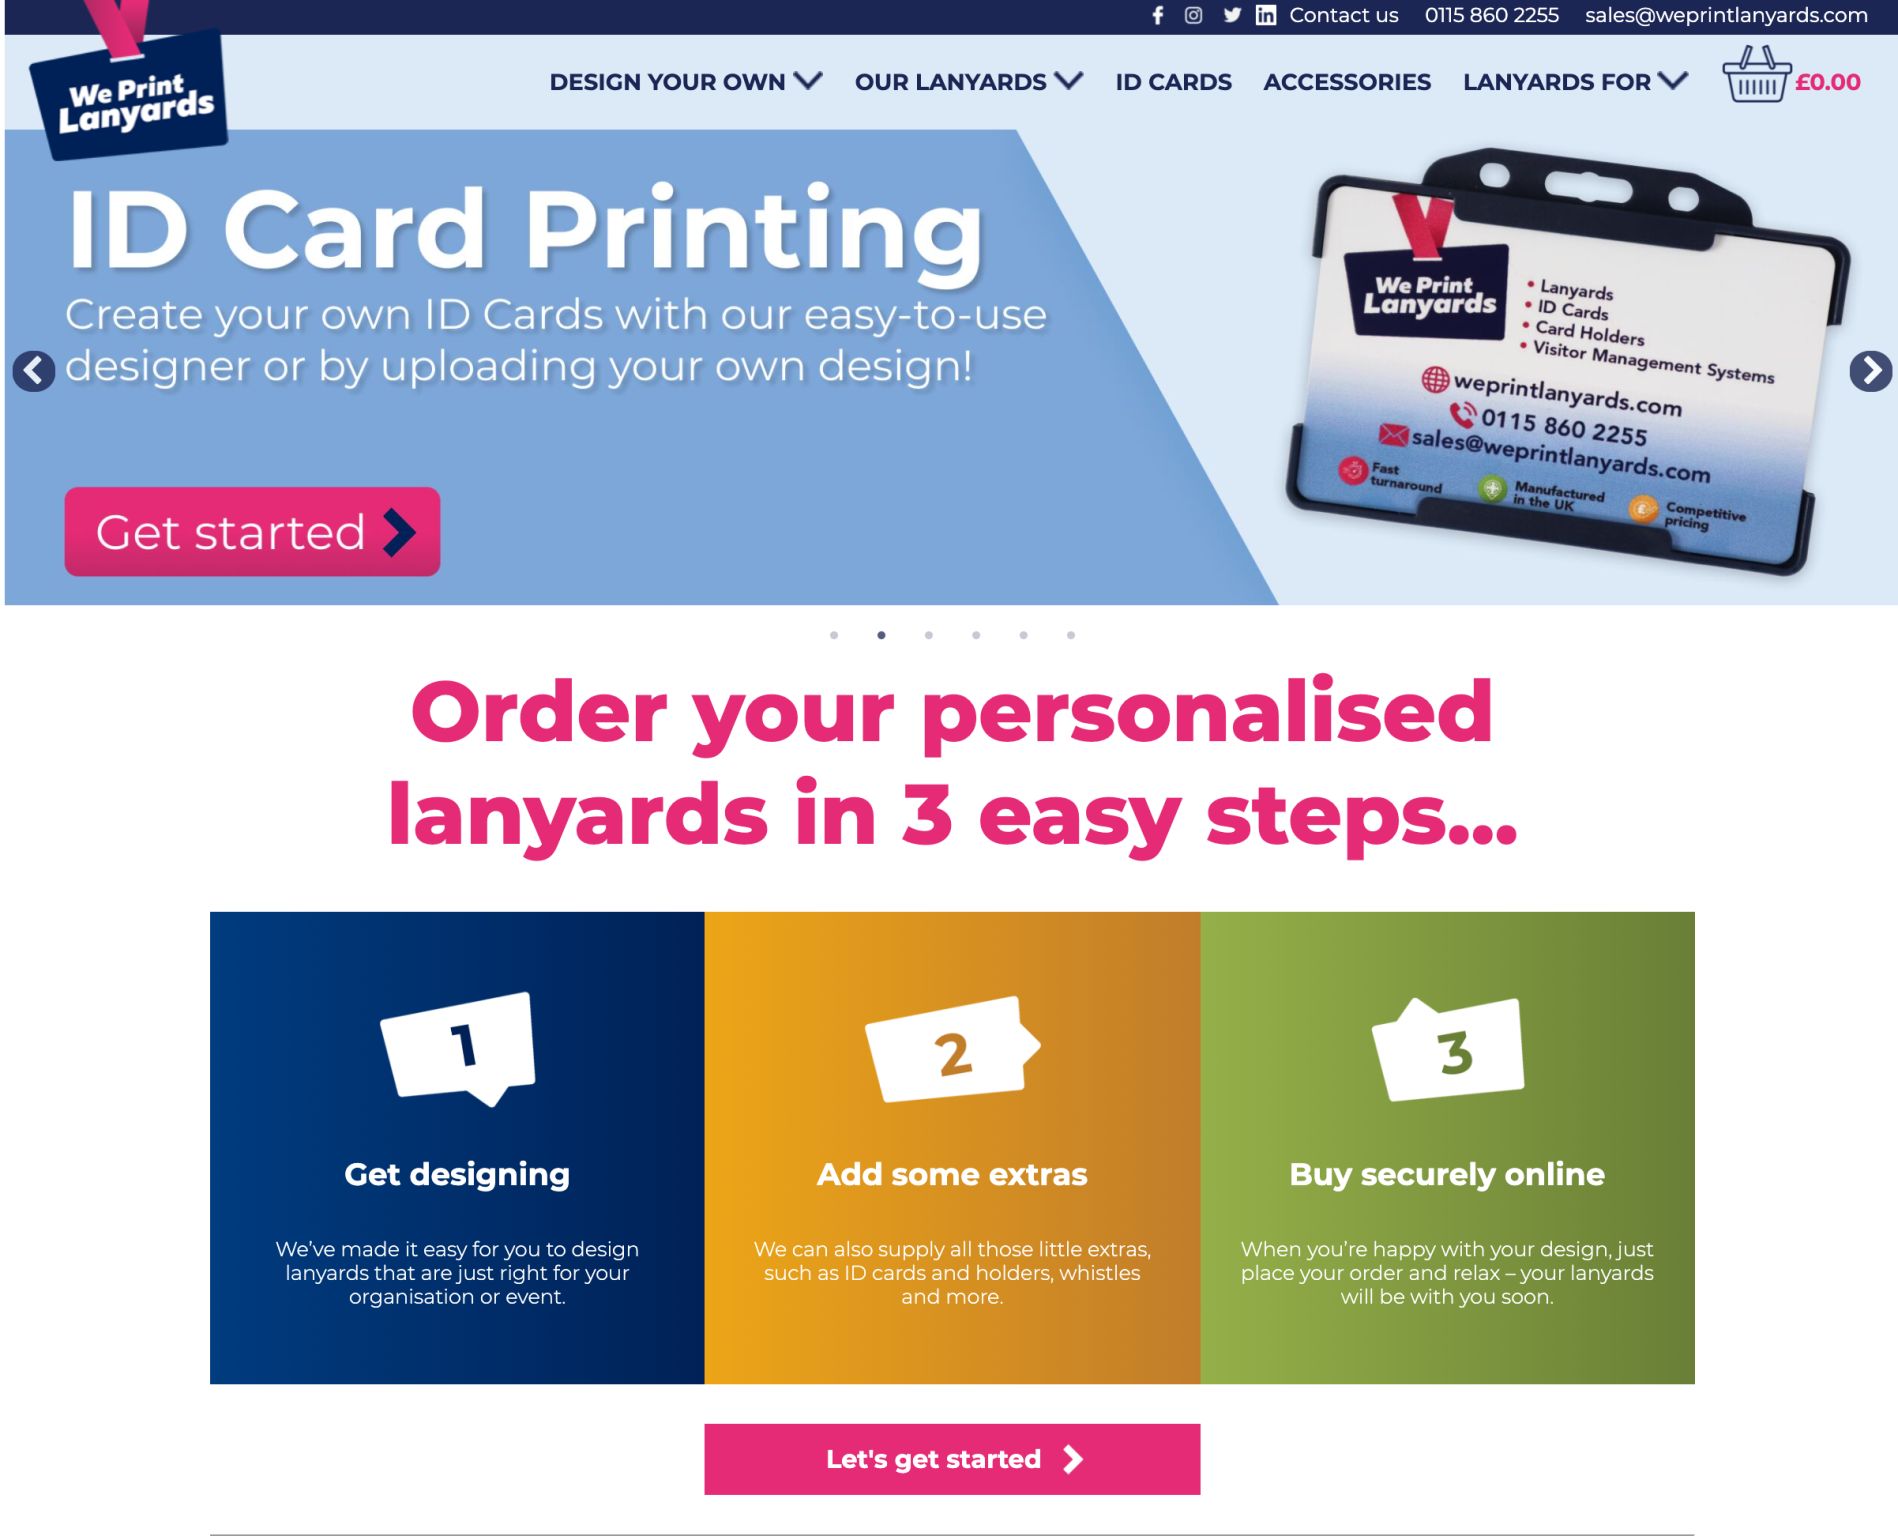 Contact us 0115 860 2255 sales@weprintlanyards.com
We Print
Lanyards
DESIGN YOUR OWN OUR LANYARDS ID CARDS ACCESSORIES LANYARDS FOR £0.00
ID Card Printing
Create your own ID Cards with our easy-to-use
designer or by uploading your own design!
Get started
We Print
Lanyards
• Lanyards
• ID Cards
• Card Holders
• Visitor Management Systems
weprintlanyards.com
0115 860 2255
sales@weprintlanyards.com
Fast
turnaround
Manufactured
in the UK
Competitive
pricing
Order your personalised
lanyards in 3 easy steps...
1
Get designing
We've made it easy for you to design
lanyards that are just right for your
organisation or event.
2
Add some extras
We can also supply all those little extras,
such as ID cards and holders, whistles
and more.
3
Buy securely online
When you're happy with your design, just
place your order and relax – your lanyards
will be with you soon.
Let's get started